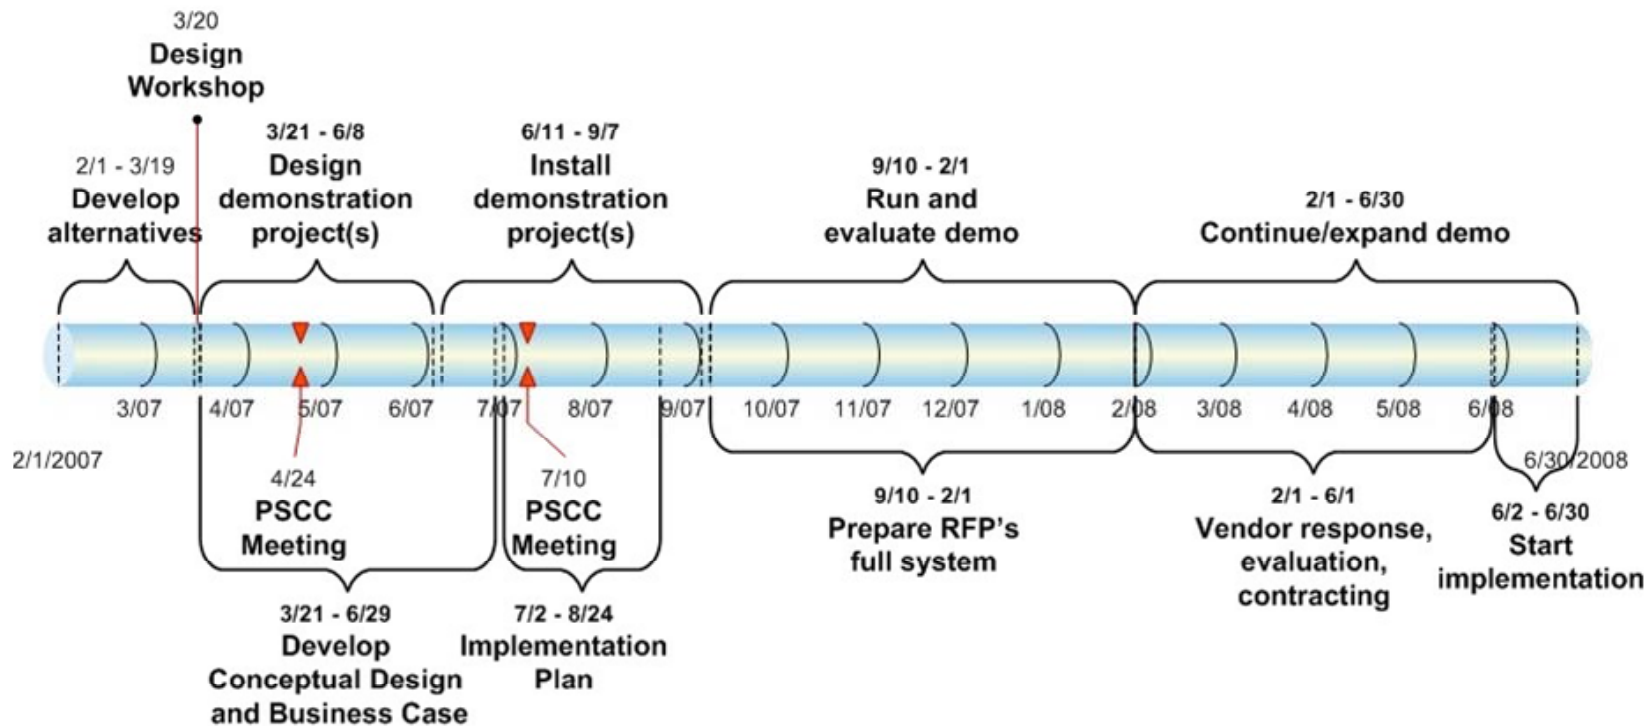 3/20
Design
Workshop
2/1 - 3/19
Develop
alternatives
3/21 - 6/8
Design
demonstration
project(s)
6/11 - 9/7
Install
demonstration
project(s)
9/10 - 2/1
Run and
evaluate demo
2/1 - 6/30
Continue/expand demo
3/07 4/07 5/07 6/07 7/07 8/07 9/07 10/07 11/07 12/07 1/08 2/08 3/08 4/08 5/08 6/08
2/1/2007
6/30/2008
4/24
PSCC
Meeting
7/10
PSCC
Meeting
9/10 - 2/1
Prepare RFP's
full system
2/1 - 6/1
Vendor response,
evaluation,
contracting
6/2 - 6/30
Start
implementation
3/21 - 6/29
Develop
Conceptual Design
and Business Case
7/2 - 8/24
Implementation
Plan